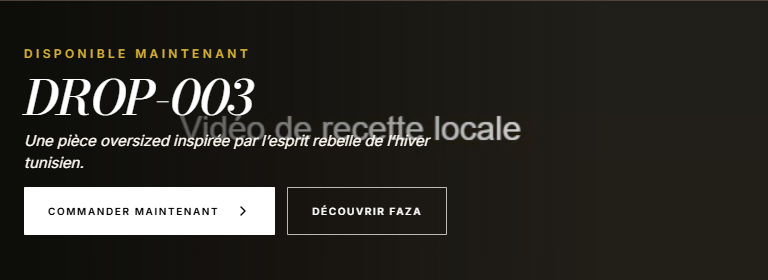 DISPONIBLE MAINTENANT
DROP-003
Vidéo de recette locale
Une pièce oversized inspirée par l'esprit rebelle de l'hiver
tunisien.
COMMANDER MAINTENANT
DÉCOUVRIR FAZA